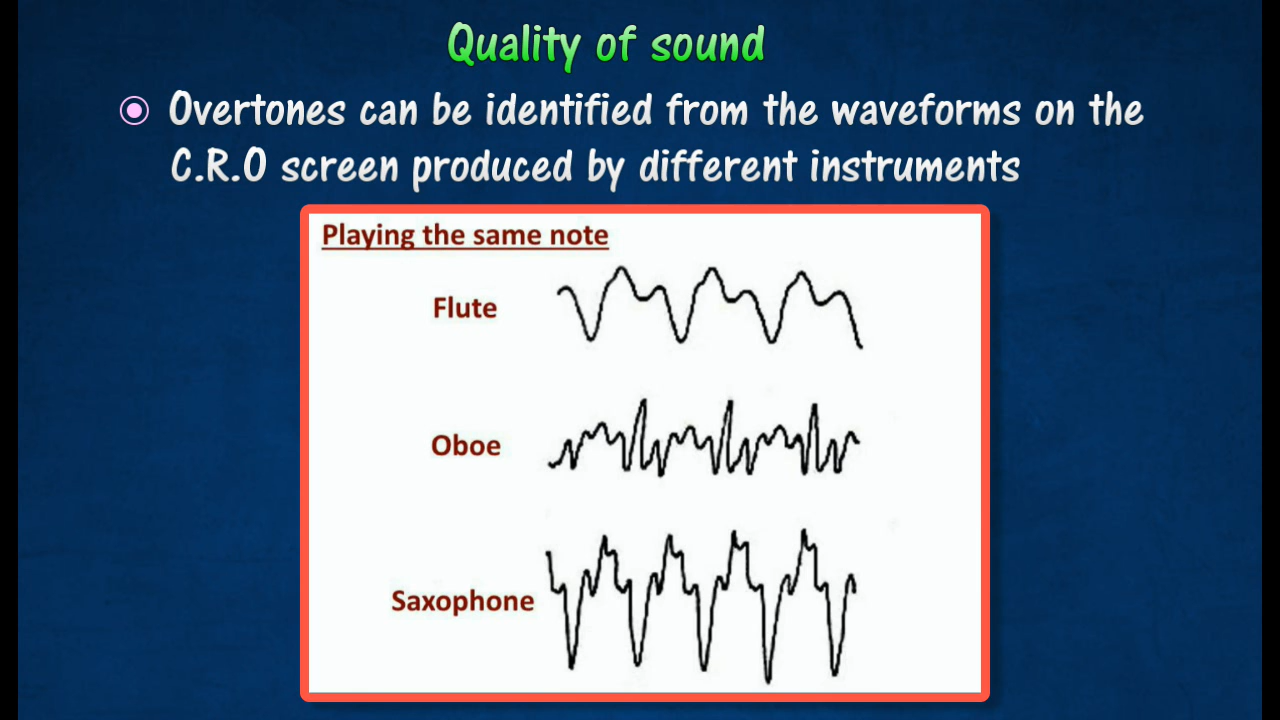 Quality of sound
Overtones can be identified from the waveforms on the
C.R.O screen produced by different instruments
Playing the same note
Flute
Oboe
Saxophone